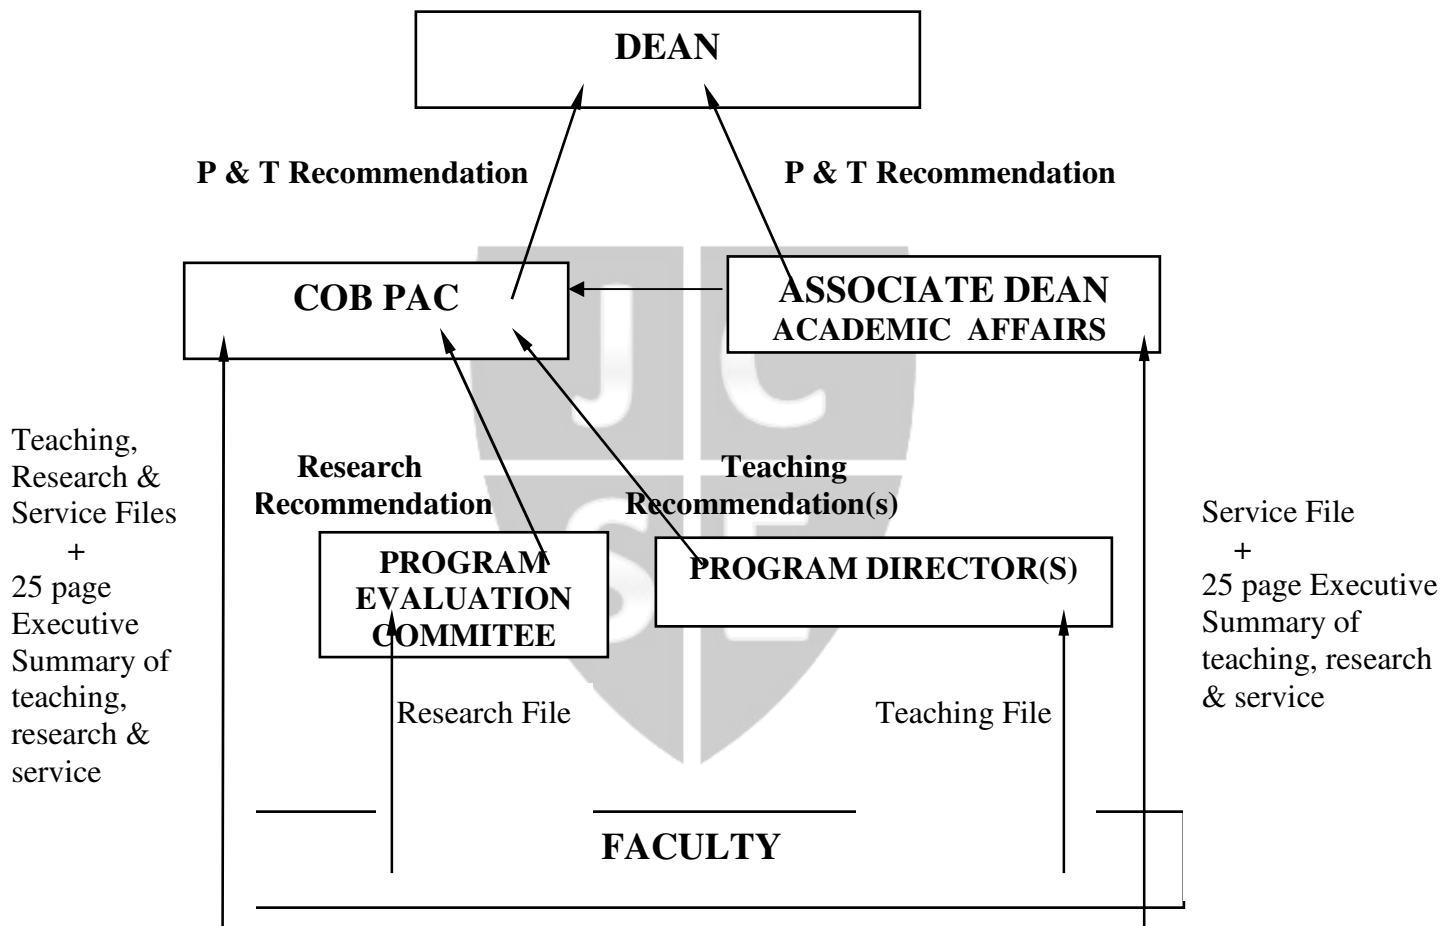 DEAN
P & T Recommendation
P & T Recommendation
COB PAC
ASSOCIATE DEAN
ACADEMIC AFFAIRS
J C
S E
Teaching,
Research &
Service Files
+
25 page
Executive
Summary of
teaching,
research &
service
Research
Recommendation
Teaching
Recommendation(s)
Service File
+
25 page Executive
Summary of
teaching, research
& service
PROGRAM
EVALUATION
COMMITEE
PROGRAM DIRECTOR(S)
Research File
Teaching File
FACULTY